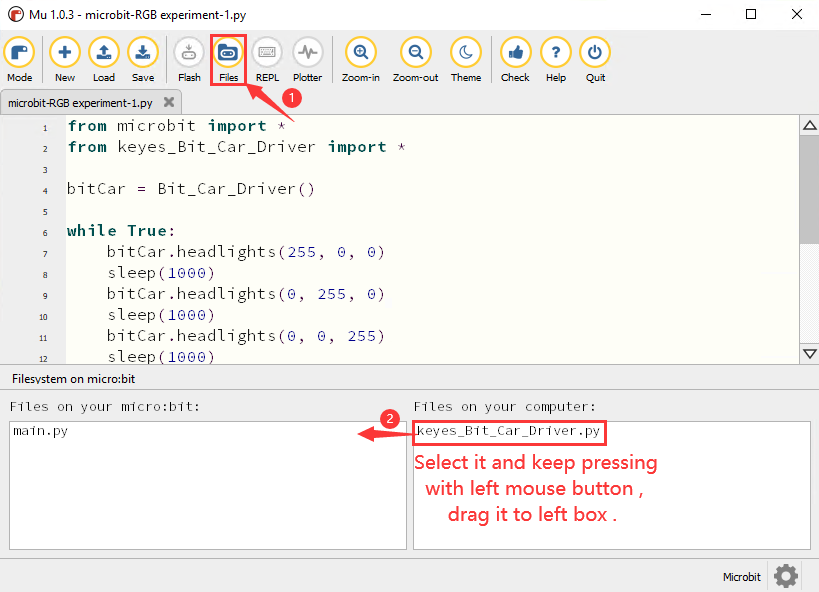 Mu 1.0.3 - microbit-RGB experiment-1.py
Mode New Load Save Flash Files REPL Plotter Zoom-in Zoom-out Theme Check Help Quit
microbit-RGB experiment-1.py
1
1 from microbit import *
2 from keyes_Bit_Car_Driver import *
3
4 bitCar = Bit_Car_Driver()
5
6 while True:
7 bitCar.headlights(255, 0, 0)
8 sleep(1000)
9 bitCar.headlights(0, 255, 0)
10 sleep(1000)
11 bitCar.headlights(0, 0, 255)
12 sleep(1000)
Filesystem on micro:bit
Files on your micro:bit: Files on your computer:
main.py 2 keyes_Bit_Car_Driver.py
Select it and keep pressing
with left mouse button ,
drag it to left box .
Microbit